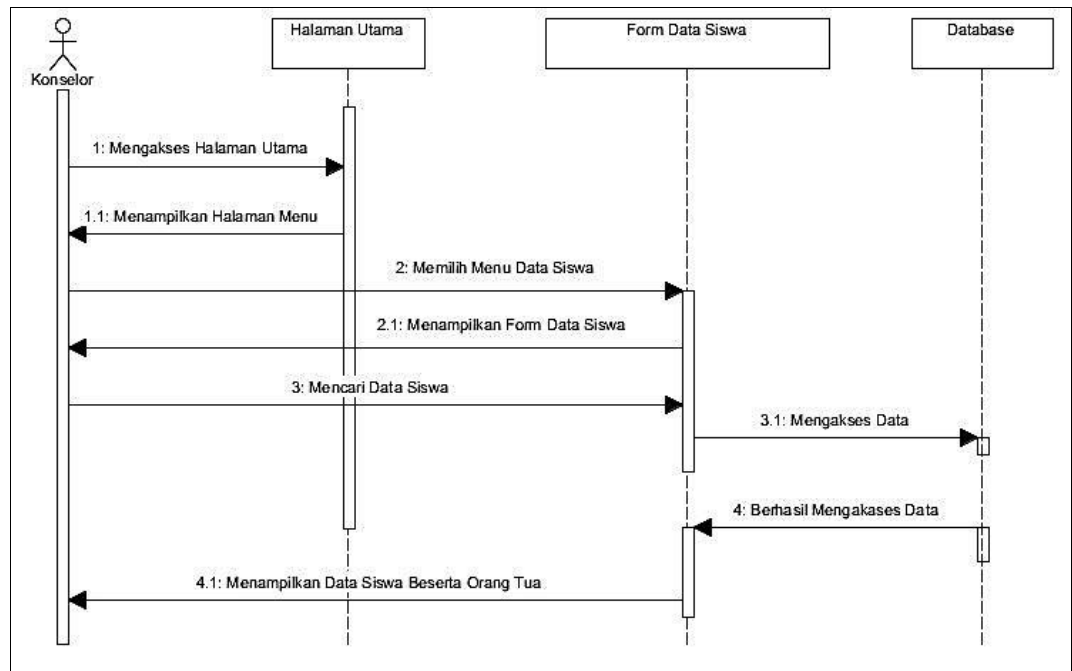 Konselor
Halaman Utama
Form Data Siswa
Database
1: Mengakses Halaman Utama
1.1: Menampilkan Halaman Menu
2: Memilih Menu Data Siswa
2.1: Menampilkan Form Data Siswa
3: Mencari Data Siswa
3.1: Mengakses Data
4: Berhasil Mengakases Data
4.1: Menampilkan Data Siswa Beserta Orang Tua